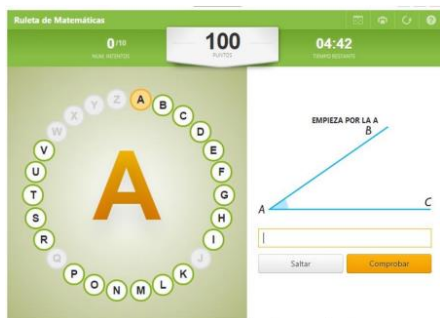 Ruleta de Matemáticas
0/10
NUM. INTENTOS
100
PUNTOS
04:42
TIEMPO RESTANTE
A
B
C
D
E
F
G
H
I
J
K
L
M
N
O
P
Q
R
S
T
U
V
W
X
Y
Z
A
EMPIEZA POR LA A
B
A
C
Saltar
Comprobar